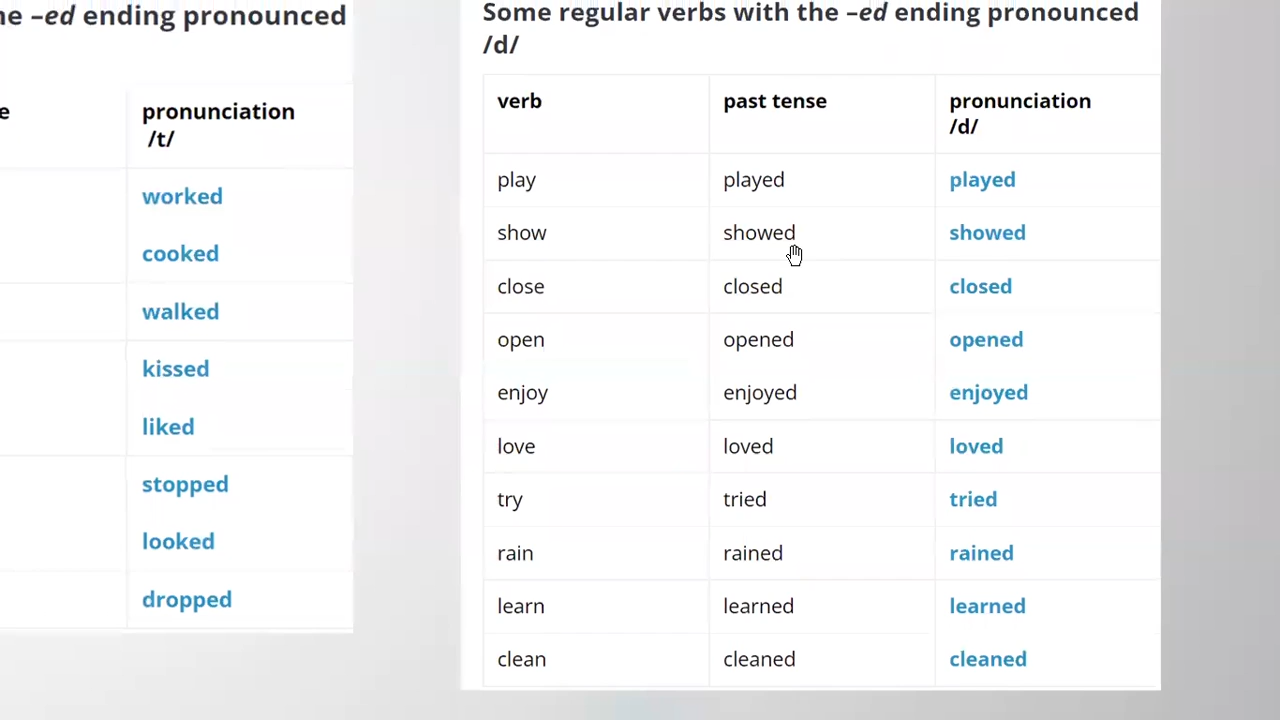 he –ed ending pronounced
e
pronunciation
/t/
worked
cooked
walked
kissed
liked
stopped
looked
dropped
Some regular verbs with the –ed ending pronounced
/d/
verb past tense pronunciation
/d/
play played played
show showed showed
close closed closed
open opened opened
enjoy enjoyed enjoyed
love loved loved
try tried tried
rain rained rained
learn learned learned
clean cleaned cleaned